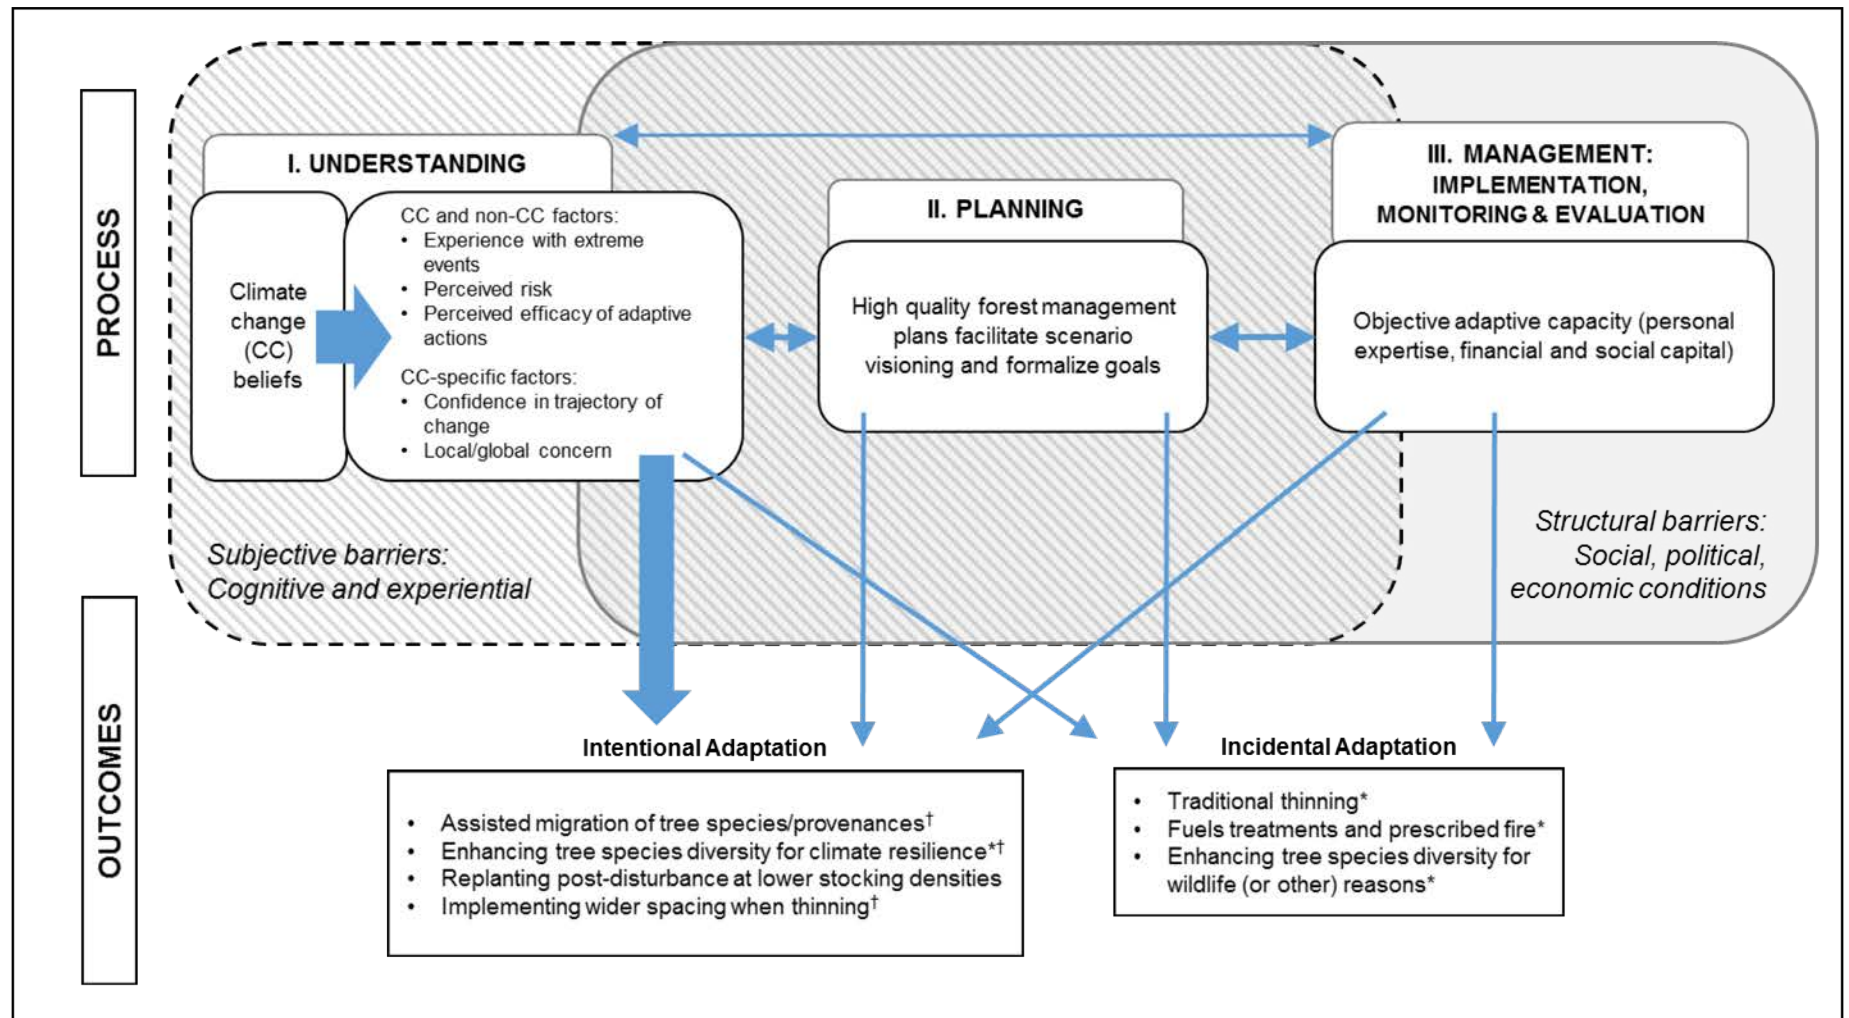 PROCESS
I. UNDERSTANDING
Climate
change
(CC)
beliefs
CC and non-CC factors:
• Experience with extreme
events
• Perceived risk
• Perceived efficacy of adaptive
actions
CC-specific factors:
• Confidence in trajectory of
change
• Local/global concern
II. PLANNING
High quality forest management
plans facilitate scenario
visioning and formalize goals
III. MANAGEMENT:
IMPLEMENTATION,
MONITORING & EVALUATION
Objective adaptive capacity (personal
expertise, financial and social capital)
Subjective barriers:
Cognitive and experiential
Structural barriers:
Social, political,
economic conditions
OUTCOMES
Intentional Adaptation
• Assisted migration of tree species/provenances†
• Enhancing tree species diversity for climate resilience*†
• Replanting post-disturbance at lower stocking densities
• Implementing wider spacing when thinning†
Incidental Adaptation
• Traditional thinning*
• Fuels treatments and prescribed fire*
• Enhancing tree species diversity for
wildlife (or other) reasons*